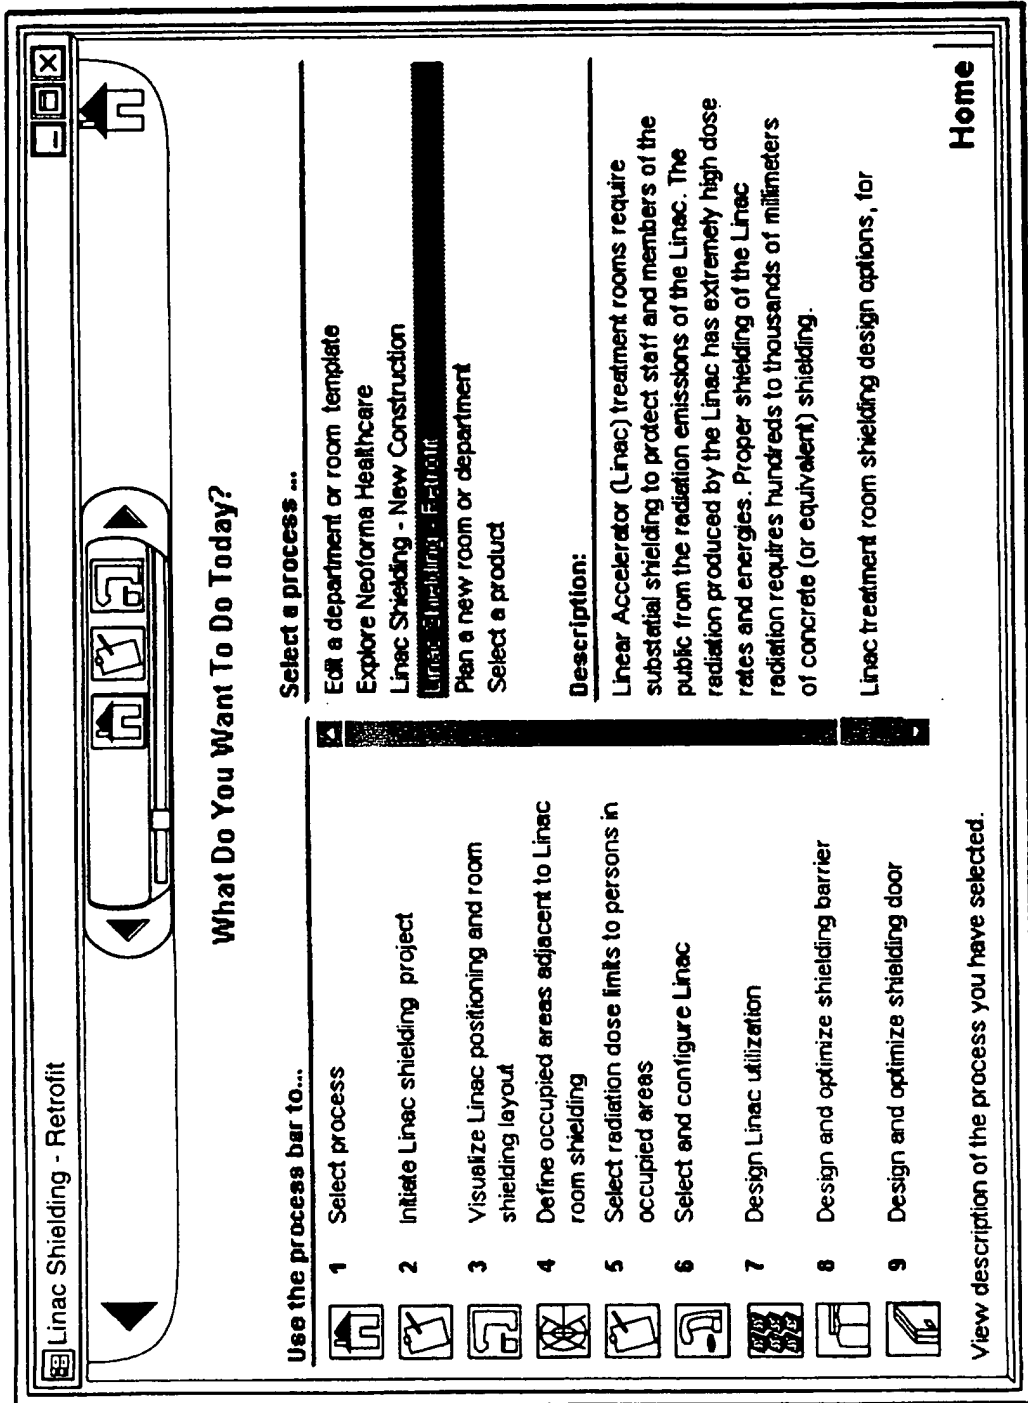 Linac Shielding - Retrofit
What Do You Want To Do Today?
Use the process bar to...
1 Select process
2 Initiate Linac shielding project
3 Visualize Linac positioning and room
shielding layout
4 Define occupied areas adjacent to Linac
room shielding
5 Select radiation dose limits to persons in
occupied areas
6 Select and configure Linac
7 Design Linac utilization
8 Design and optimize shielding barrier
9 Design and optimize shielding door
Select a process ...
Edit a department or room template
Explore Neoforma Healthcare
Linac Shielding - New Construction
Linac Shielding - Retrofit
Plan a new room or department
Select a product
Description:
Linear Accelerator (Linac) treatment rooms require
substatial shielding to protect staff and members of the
public from the radiation emissions of the Linac. The
radiation produced by the Linac has extremely high dose
rates and energies. Proper shielding of the Linac
radiation requires hundreds to thousands of millimeters
of concrete (or equivalent) shielding.
Linac treatment room shielding design options, for
View description of the process you have selected.
Home